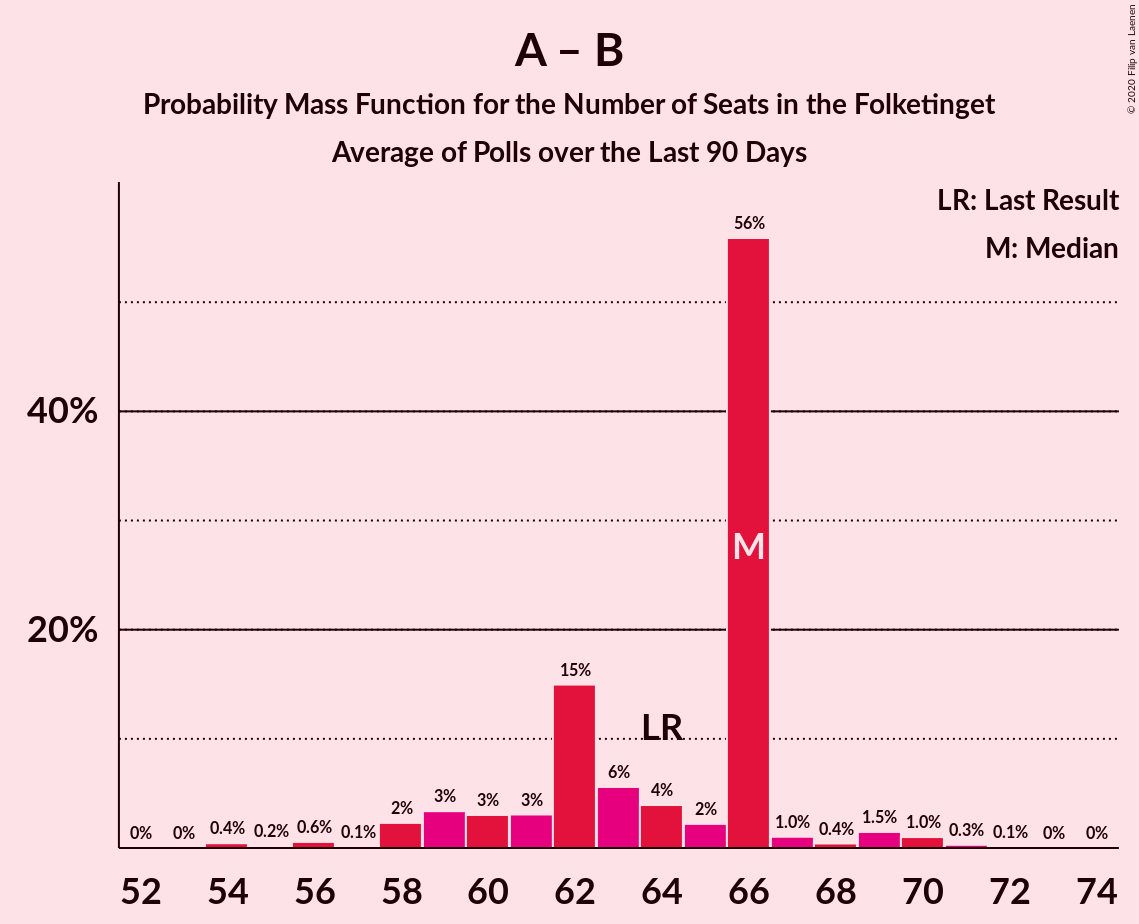 A – B
Probability Mass Function for the Number of Seats in the Folketinget
Average of Polls over the Last 90 Days
© 2020 Filip van Laenen
LR: Last Result
M: Median
40%
20%
0% 0% 0.4% 0.2% 0.6% 0.1% 2% 3% 3% 3% 15% 6% 4% 2% 56% 1.0% 0.4% 1.5% 1.0% 0.3% 0.1% 0% 0%
LR
M
52 54 56 58 60 62 64 66 68 70 72 74